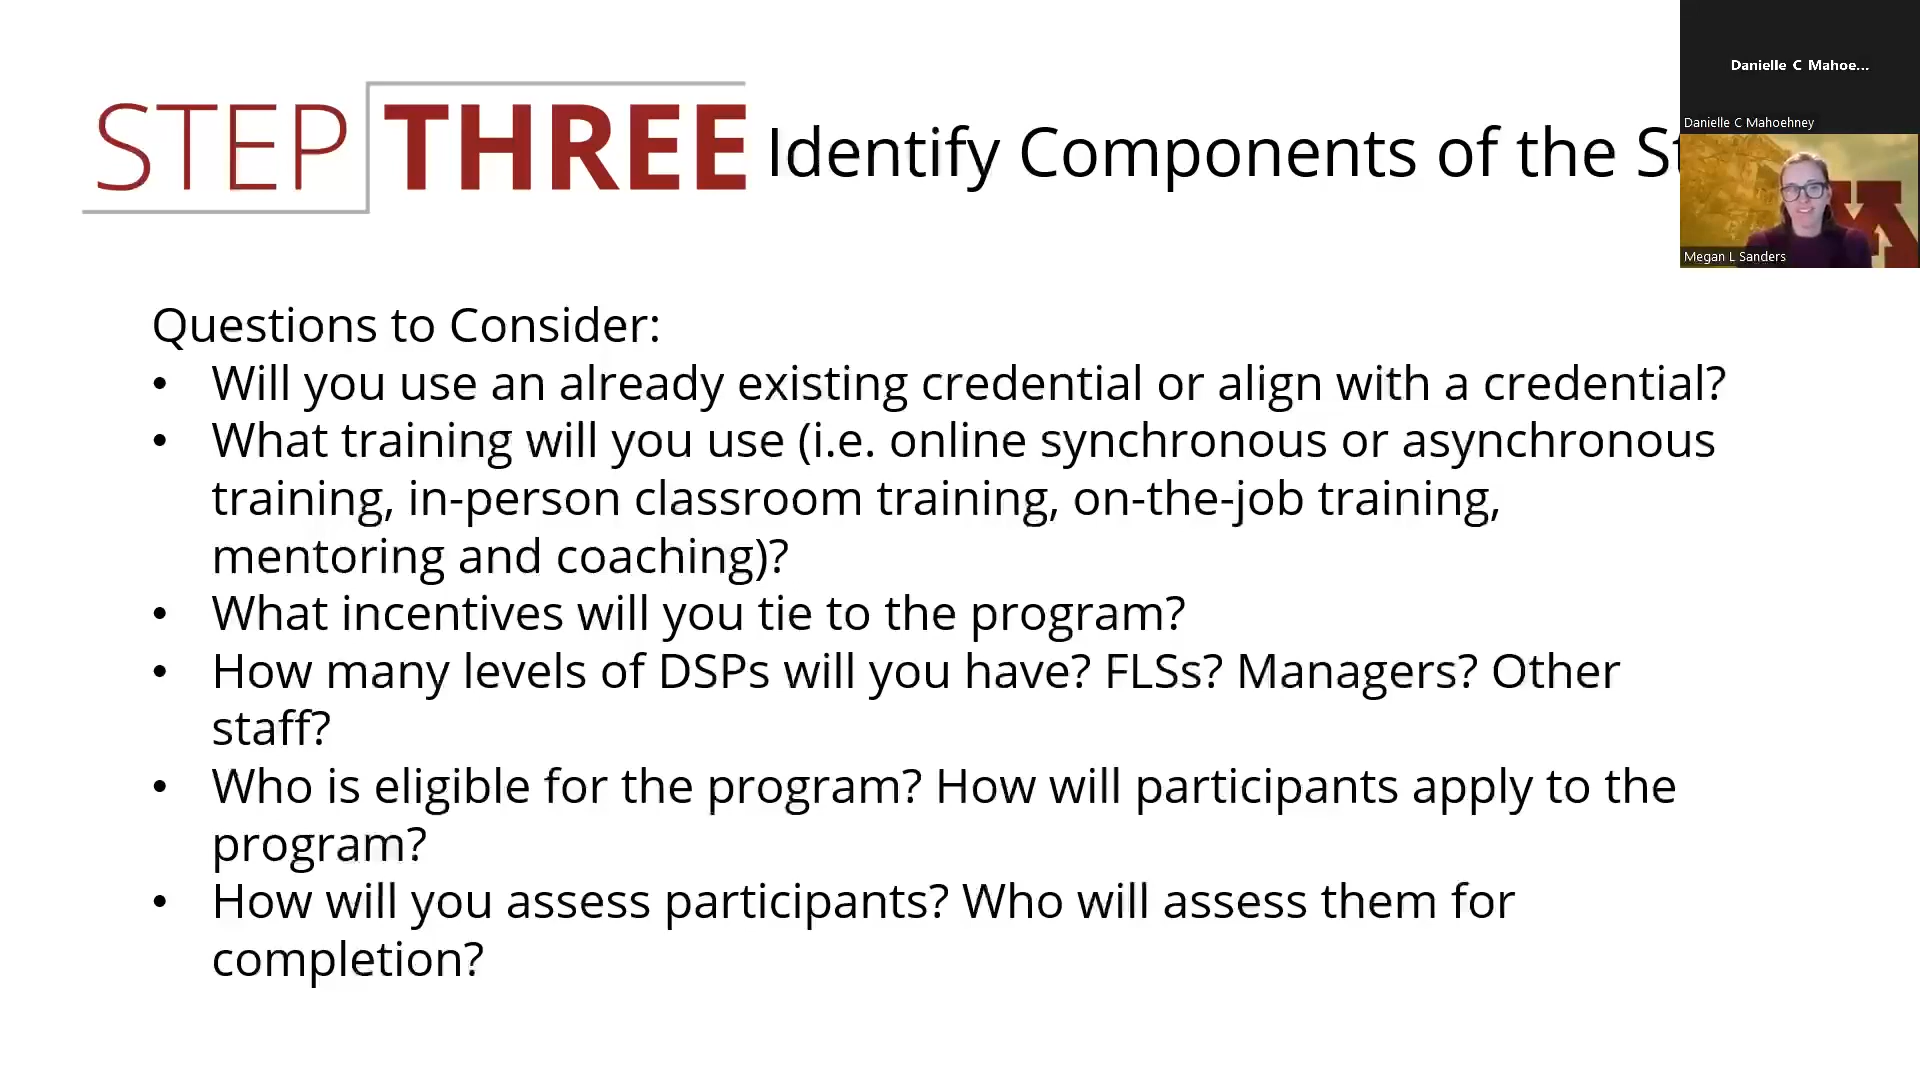 STEP THREE Identify Components of the St
Danielle C Mahoe...
Danielle C Mahoehney
Megan L Sanders
Questions to Consider:
• Will you use an already existing credential or align with a credential?
• What training will you use (i.e. online synchronous or asynchronous
training, in-person classroom training, on-the-job training,
mentoring and coaching)?
• What incentives will you tie to the program?
• How many levels of DSPs will you have? FLSs? Managers? Other
staff?
• Who is eligible for the program? How will participants apply to the
program?
• How will you assess participants? Who will assess them for
completion?